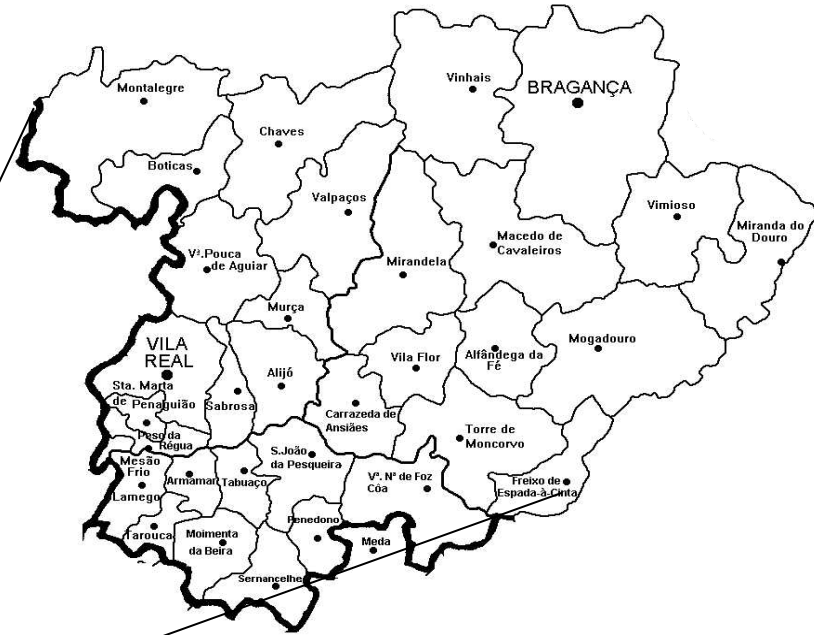 Vinhais
BRAGANÇA
Montalegre
Chaves
Boticas
Valpaços
Vimioso
Miranda do
Douro
Macedo de
Cavaleiros
Vª.Pouca
de Aguiar
Mirandela
Murça
VILA
REAL
Mogadouro
Vila Flor
Alfândega da
Fé
Alijó
Sta. Marta
de Penaguião
Sabrosa
Carrazeda de
Ansiães
Torre de
Moncorvo
Peso da
Régua
Mesão
Frio
S.João
da Pesqueira
Lamego
Armamar
Tabuaço
Vª. Nª de Foz
Côa
Freixo de
Espada-à-Cinta
Penedono
Tarouca
Moimenta
da Beira
Meda
Sernancelhe